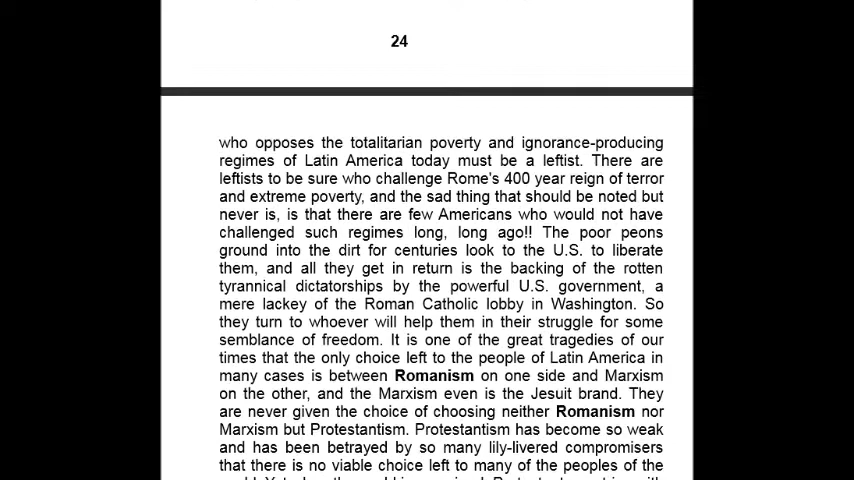 24
who opposes the totalitarian poverty and ignorance-producing
regimes of Latin America today must be a leftist. There are
leftists to be sure who challenge Rome's 400 year reign of terror
and extreme poverty, and the sad thing that should be noted but
never is, is that there are few Americans who would not have
challenged such regimes long, long ago!! The poor peons
ground into the dirt for centuries look to the U.S. to liberate
them, and all they get in return is the backing of the rotten
tyrannical dictatorships by the powerful U.S. government, a
mere lackey of the Roman Catholic lobby in Washington. So
they turn to whoever will help them in their struggle for some
semblance of freedom. It is one of the great tragedies of our
times that the only choice left to the people of Latin America in
many cases is between Romanism on one side and Marxism
on the other, and the Marxism even is the Jesuit brand. They
are never given the choice of choosing neither Romanism nor
Marxism but Protestantism. Protestantism has become so weak
and has been betrayed by so many lily-livered compromisers
that there is no viable choice left to many of the peoples of the